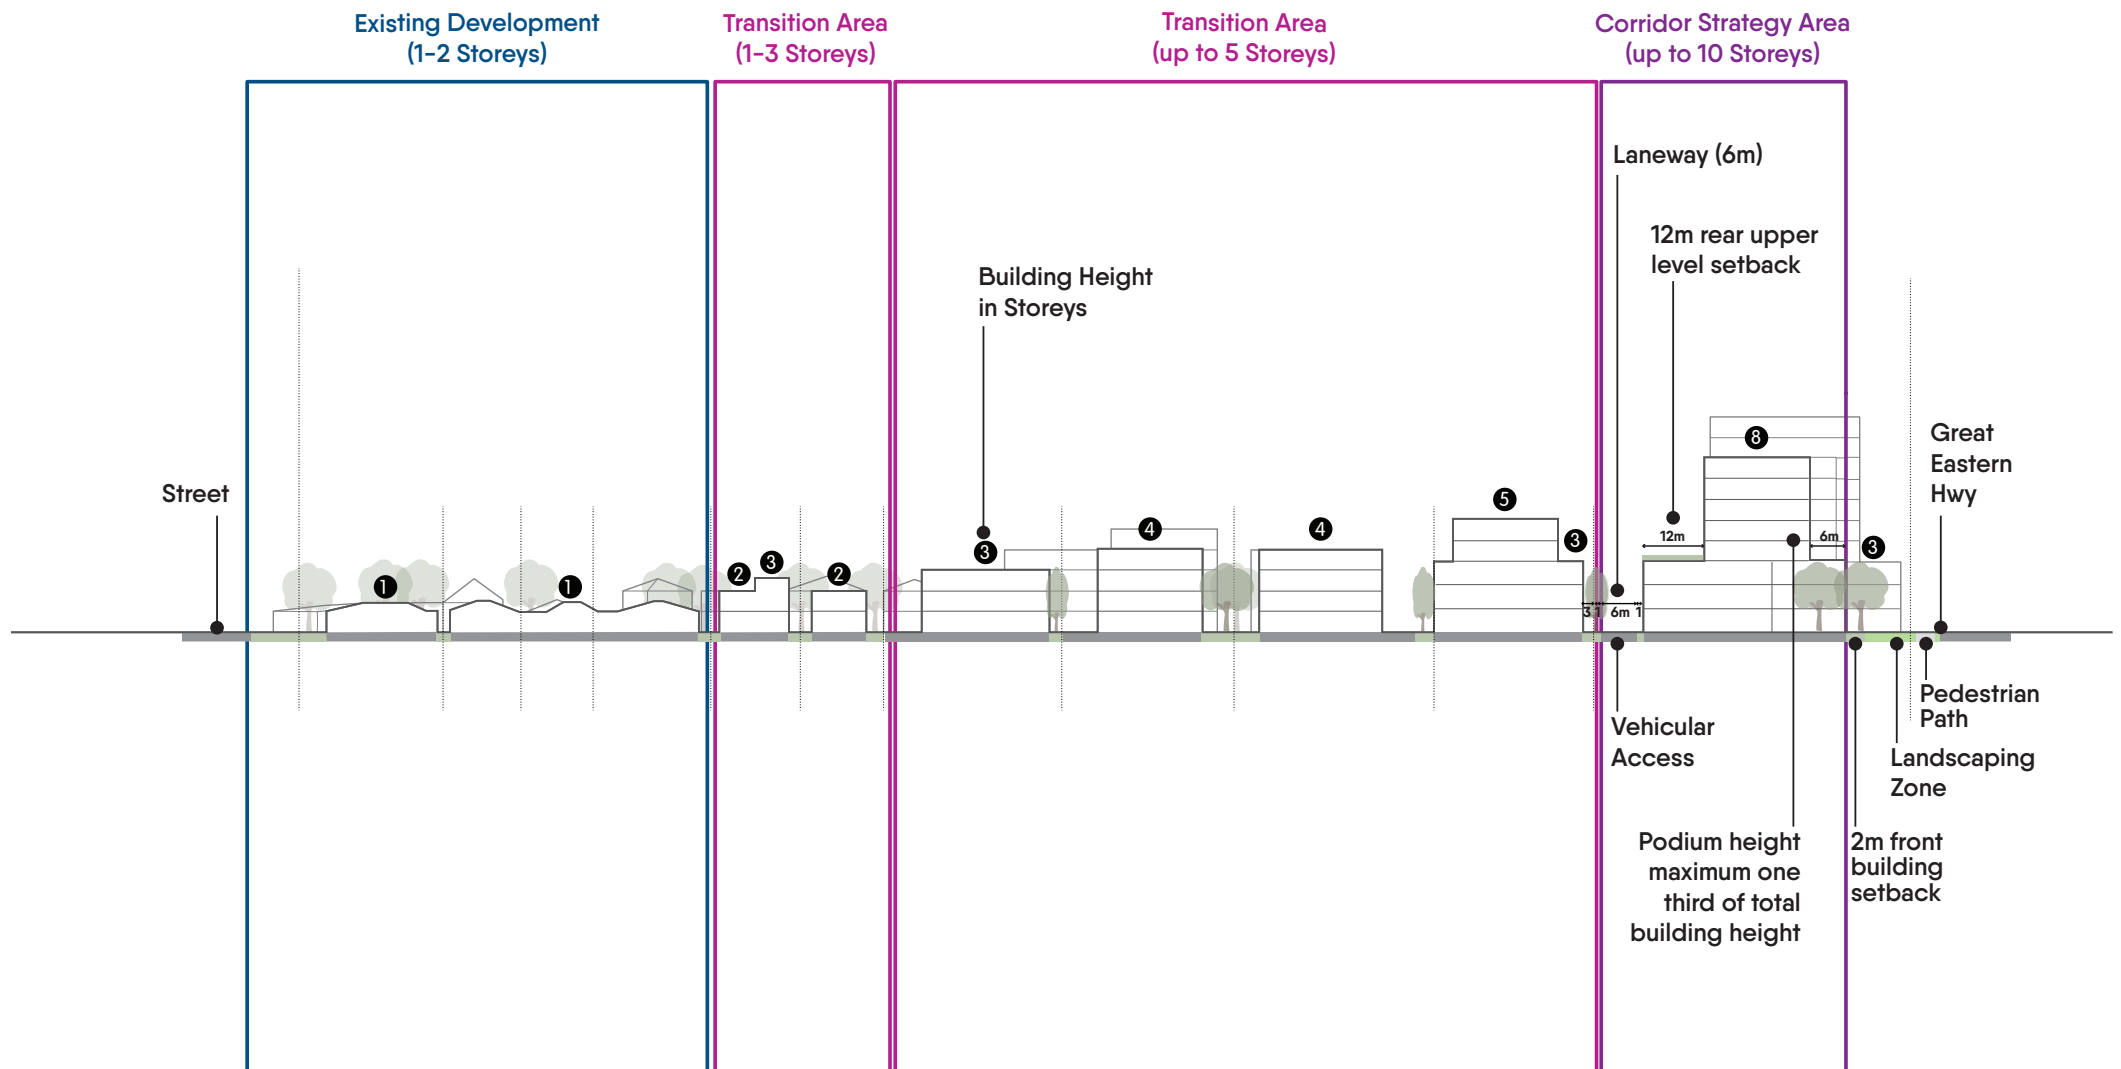 Existing Development
(1-2 Storeys)
Transition Area
(1-3 Storeys)
Transition Area
(up to 5 Storeys)
Corridor Strategy Area
(up to 10 Storeys)
Laneway (6m)
12m rear upper
level setback
Building Height
in Storeys
Great
Eastern
Hwy
Street
1
1
2
3
2
3
4
4
5
3
8
3
12m
6m
3
1
6m
1
Vehicular
Access
Pedestrian
Path
Landscaping
Zone
Podium height
maximum one
third of total
building height
2m front
building
setback